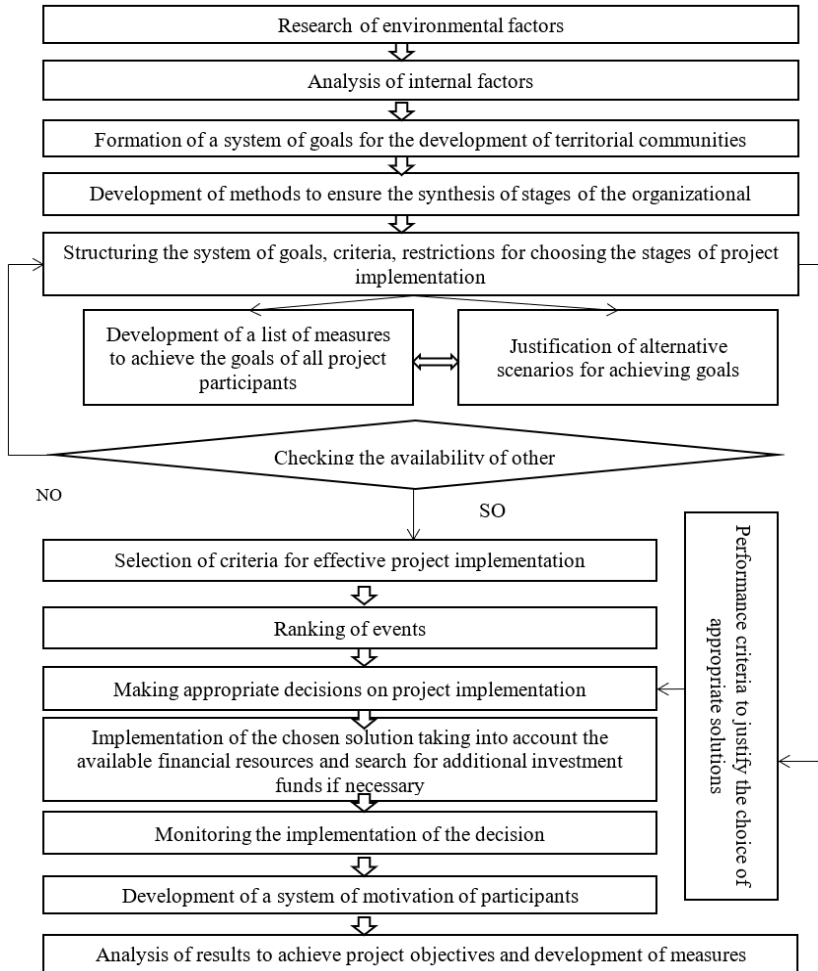 Research of environmental factors
Analysis of internal factors
Formation of a system of goals for the development of territorial communities
Development of methods to ensure the synthesis of stages of the organizational
Structuring the system of goals, criteria, restrictions for choosing the stages of project
implementation
Development of a list of measures
to achieve the goals of all project
participants
Justification of alternative
scenarios for achieving goals
Checking the availability of other
NO
SO
Selection of criteria for effective project implementation
Ranking of events
Making appropriate decisions on project implementation
Implementation of the chosen solution taking into account the
available financial resources and search for additional investment
funds if necessary
Monitoring the implementation of the decision
Development of a system of motivation of participants
Analysis of results to achieve project objectives and development of measures
Performance criteria to justify the choice of
appropriate solutions